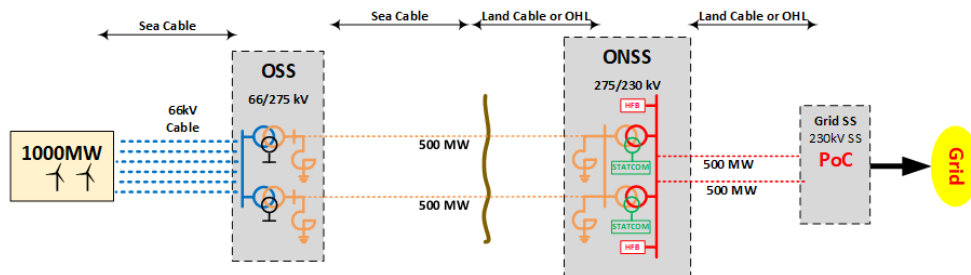 Sea Cable
Sea Cable
Land Cable or OHL
Land Cable or OHL
OSS
66/275 kV
ONSS
275/230 kV
66kV
Cable
1000MW
HFB
500 MW
STATCOM
500 MW
Grid SS
230kV SS
PoC
Grid
500 MW
500 MW
STATCOM
HFB